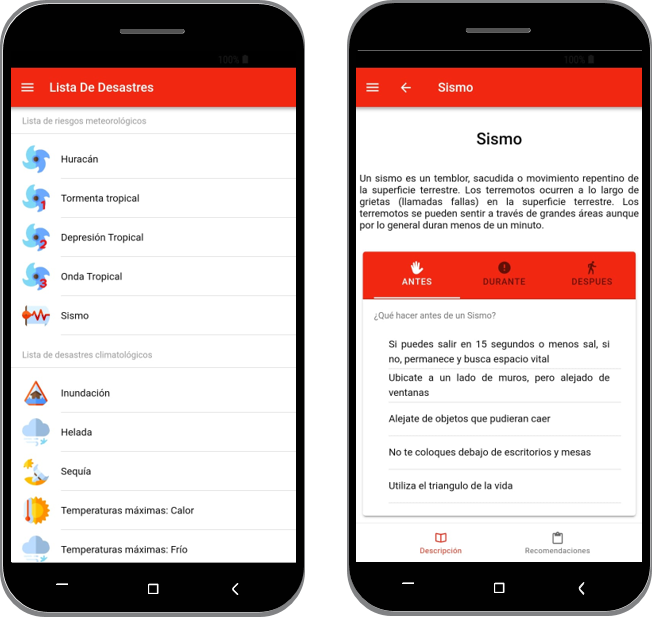 100%
Lista De Desastres
Lista de riesgos meteorológicos
Huracán
1
Tormenta tropical
2
Depresión Tropical
3
Onda Tropical
Sismo
Lista de desastres climatológicos
Inundación
Helada
Sequía
Temperaturas máximas: Calor
Temperaturas máximas: Frío
100%
Sismo
Sismo
Un sismo es un temblor, sacudida o movimiento repentino de
la superficie terrestre. Los terremotos ocurren a lo largo de
grietas (llamadas fallas) en la superficie terrestre. Los
terremotos se pueden sentir a través de grandes áreas aunque
por lo general duran menos de un minuto.
ANTES DURANTE DESPUES
¿Qué hacer antes de un Sismo?
Si puedes salir en 15 segundos o menos sal, si
no, permanece y busca espacio vital
Ubicate a un lado de muros, pero alejado de
ventanas
Alejate de objetos que pudieran caer
No te coloques debajo de escritorios y mesas
Utiliza el triangulo de la vida
Descripción Recomendaciones